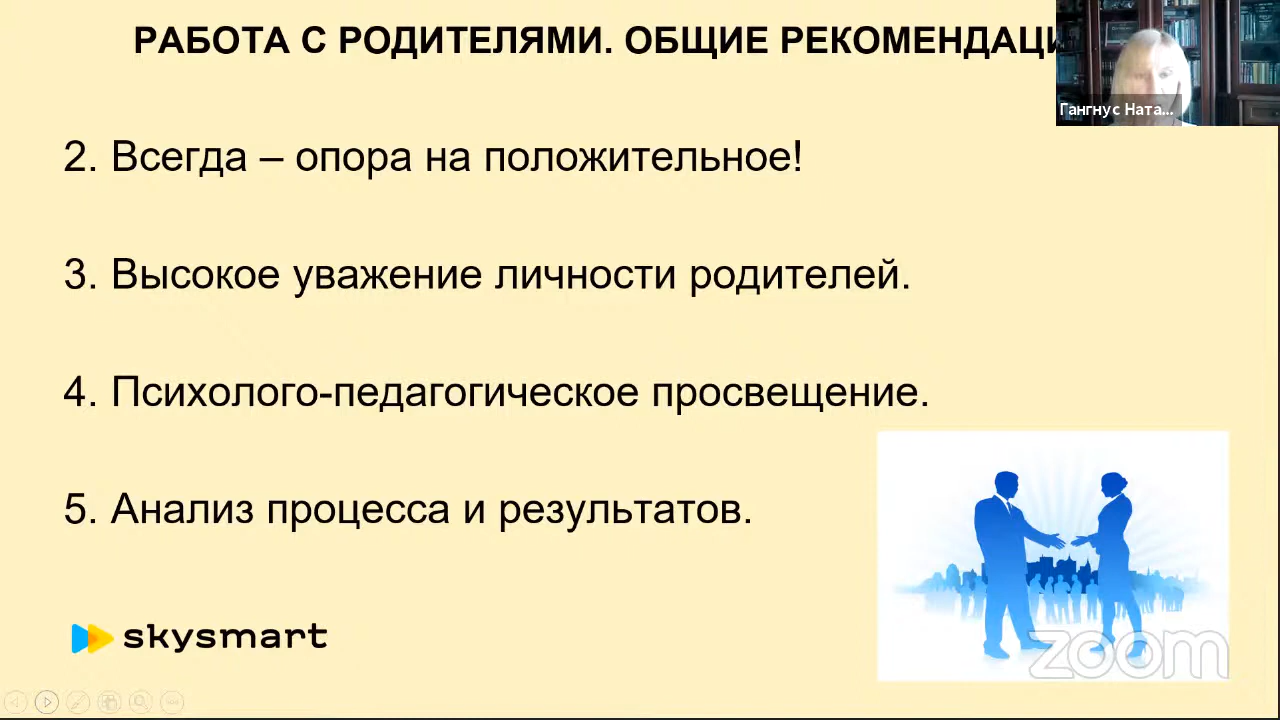 РАБОТА С РОДИТЕЛЯМИ. ОБЩИЕ РЕКОМЕНДАЦИ
Гангнус Ната...
2. Всегда – опора на положительное!
3. Высокое уважение личности родителей.
4. Психолого-педагогическое просвещение.
5. Анализ процесса и результатов.
skysmart
zoom